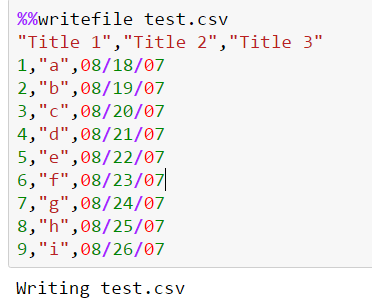 %%writefile test.csv
"Title 1","Title 2","Title 3"
1,"a",08/18/07
2,"b",08/19/07
3,"c",08/20/07
4,"d",08/21/07
5,"e",08/22/07
6,"f",08/23/07
7,"g",08/24/07
8,"h",08/25/07
9,"i",08/26/07
Writing test.csv